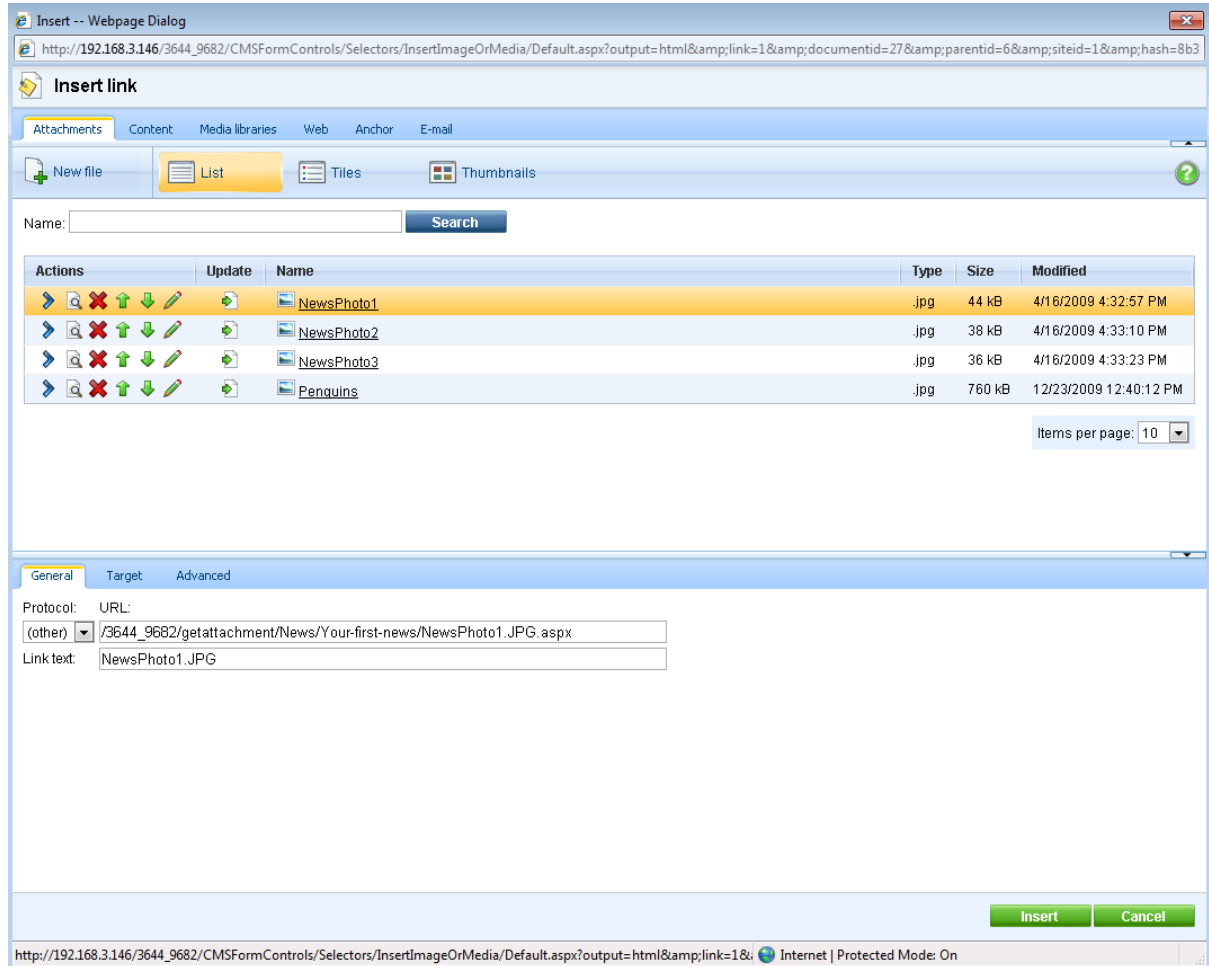 Insert -- Webpage Dialog
http://192.168.3.146/3644_9682/CMSFormControls/Selectors/InsertImageOrMedia/Default.aspx?output=html&amp;link=1&amp;documentid=27&amp;parentid=6&amp;siteid=1&amp;hash=8b3
Insert link
Attachments Content Media libraries Web Anchor E-mail
New file List Tiles Thumbnails
Name: Search
Actions Update Name Type Size Modified
NewsPhoto1 .jpg 44 kB 4/16/2009 4:32:57 PM
NewsPhoto2 .jpg 38 kB 4/16/2009 4:33:10 PM
NewsPhoto3 .jpg 36 kB 4/16/2009 4:33:23 PM
Penguins .jpg 760 kB 12/23/2009 12:40:12 PM
Items per page: 10
General Target Advanced
Protocol: URL:
(other) /3644_9682/getattachment/News/Your-first-news/NewsPhoto1.JPG.aspx
Link text: NewsPhoto1.JPG
Insert Cancel
http://192.168.3.146/3644_9682/CMSFormControls/Selectors/InsertImageOrMedia/Default.aspx?output=html&amp;link=1& Internet | Protected Mode: On